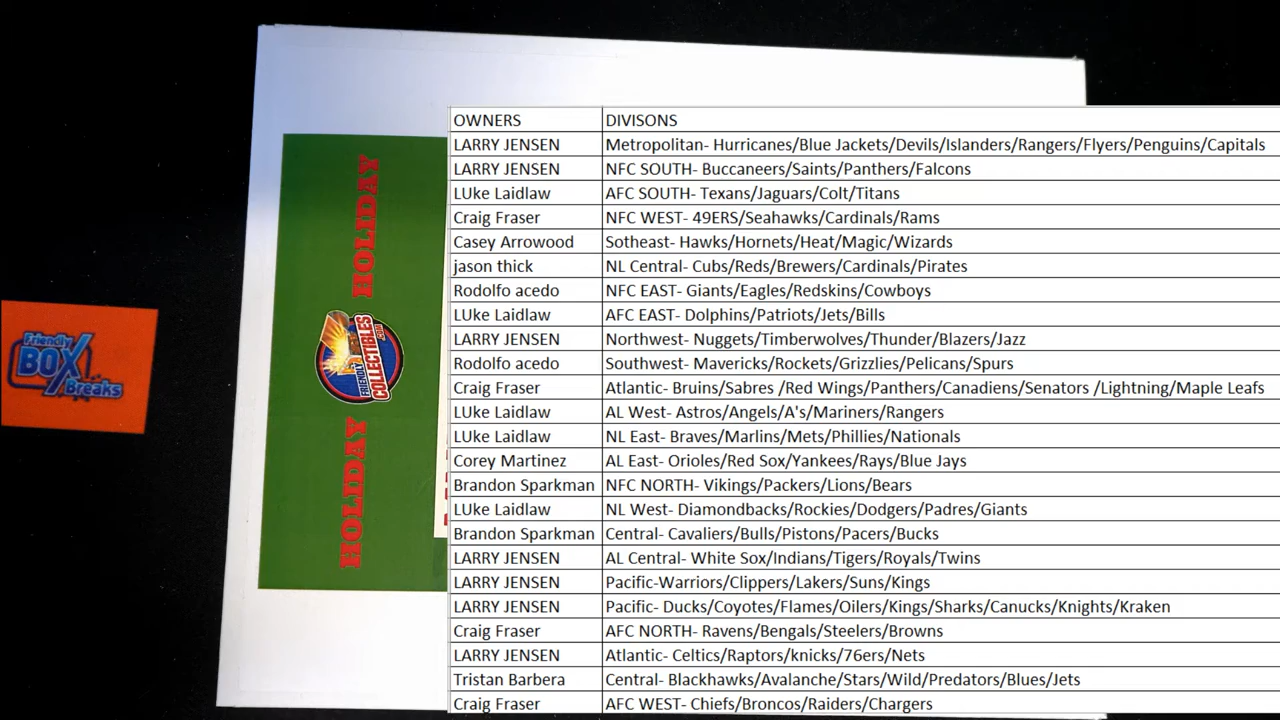 OWNERS DIVISONS
LARRY JENSEN Metropolitan- Hurricanes/Blue Jackets/Devils/Islanders/Rangers/Flyers/Penguins/Capitals
LARRY JENSEN NFC SOUTH- Buccaneers/Saints/Panthers/Falcons
LUke Laidlaw AFC SOUTH- Texans/Jaguars/Colt/Titans
Craig Fraser NFC WEST- 49ERS/Seahawks/Cardinals/Rams
Casey Arrowood Sotheast- Hawks/Hornets/Heat/Magic/Wizards
jason thick NL Central- Cubs/Reds/Brewers/Cardinals/Pirates
Rodolfo acedo NFC EAST- Giants/Eagles/Redskins/Cowboys
LUke Laidlaw AFC EAST- Dolphins/Patriots/Jets/Bills
LARRY JENSEN Northwest- Nuggets/Timberwolves/Thunder/Blazers/Jazz
Rodolfo acedo Southwest- Mavericks/Rockets/Grizzlies/Pelicans/Spurs
Craig Fraser Atlantic- Bruins/Sabres /Red Wings/Panthers/Canadiens/Senators /Lightning/Maple Leafs
LUke Laidlaw AL West- Astros/Angels/A's/Mariners/Rangers
LUke Laidlaw NL East- Braves/Marlins/Mets/Phillies/Nationals
Corey Martinez AL East- Orioles/Red Sox/Yankees/Rays/Blue Jays
Brandon Sparkman NFC NORTH- Vikings/Packers/Lions/Bears
LUke Laidlaw NL West- Diamondbacks/Rockies/Dodgers/Padres/Giants
Brandon Sparkman Central- Cavaliers/Bulls/Pistons/Pacers/Bucks
LARRY JENSEN AL Central- White Sox/Indians/Tigers/Royals/Twins
LARRY JENSEN Pacific-Warriors/Clippers/Lakers/Suns/Kings
LARRY JENSEN Pacific- Ducks/Coyotes/Flames/Oilers/Kings/Sharks/Canucks/Knights/Kraken
Craig Fraser AFC NORTH- Ravens/Bengals/Steelers/Browns
LARRY JENSEN Atlantic- Celtics/Raptors/knicks/76ers/Nets
Tristan Barbera Central- Blackhawks/Avalanche/Stars/Wild/Predators/Blues/Jets
Craig Fraser AFC WEST- Chiefs/Broncos/Raiders/Chargers
HOLIDAY
COLLECTIBLES
.COM
HOLIDAY
Friendly
BOX
Breaks